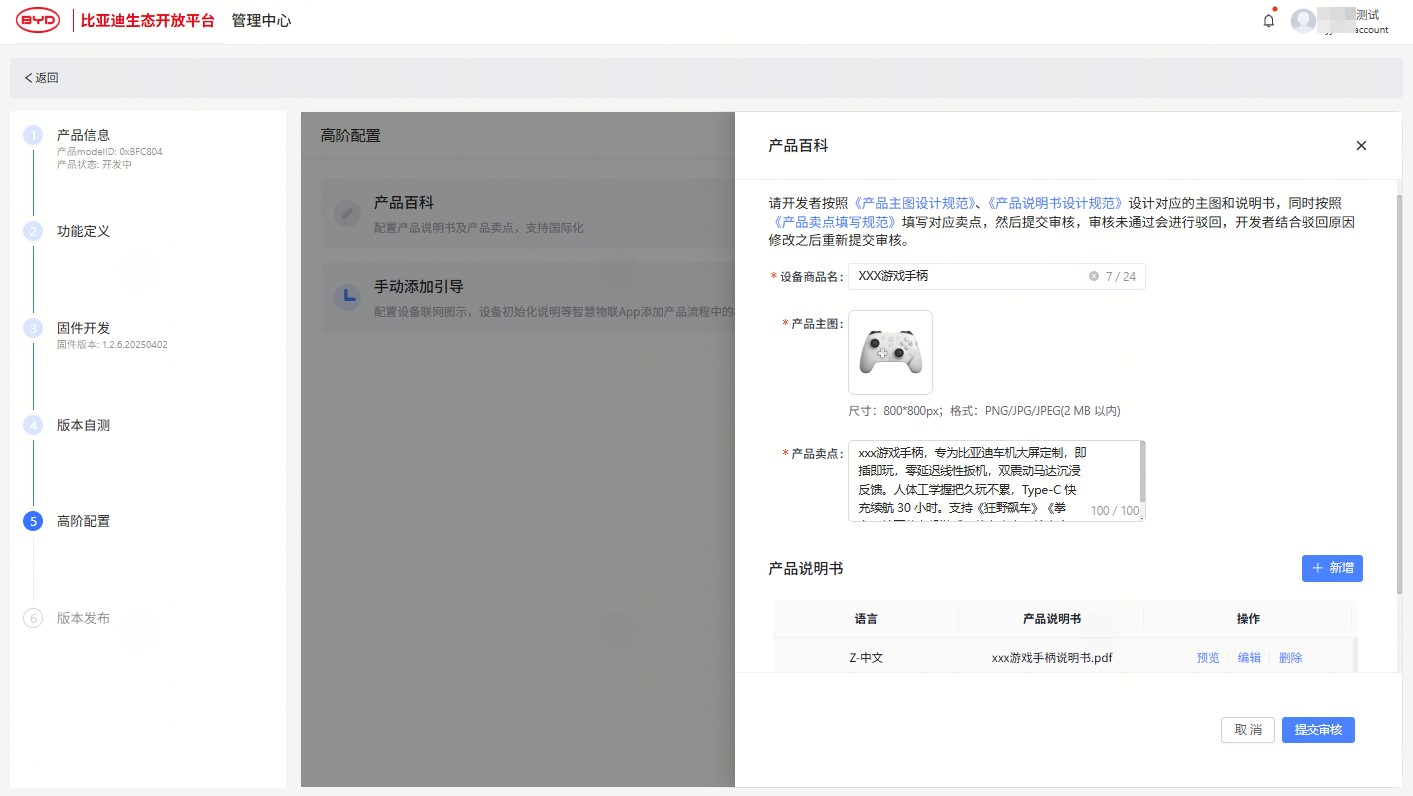 BYD 比亚迪生态开放平台 管理中心
测试
account
返回
1 产品信息
产品modelID: 0xBFC804
产品状态: 开发中
2 功能定义
3 固件开发
固件版本: 1.2.6.20250402
4 版本自测
5 高阶配置
6 版本发布
高阶配置
产品百科
配置产品说明书及产品卖点，支持国际化
手动添加引导
配置设备联网图示，设备初始化说明等智慧物联App添加产品流程中的
产品百科
请开发者按照《产品主图设计规范》、《产品说明书设计规范》设计对应的主图和说明书，同时按照
《产品卖点填写规范》填写对应卖点，然后提交审核，审核未通过会进行驳回，开发者结合驳回原因
修改之后重新提交审核。
* 设备商品名: XXX游戏手柄 7 / 24
* 产品主图:
尺寸：800*800px；格式：PNG/JPG/JPEG(2 MB 以内)
* 产品卖点: xxx游戏手柄，专为比亚迪车机大屏定制，即
插即玩，零延迟线性扳机，双震动马达沉浸
反馈。人体工学握把久玩不累，Type-C 快
充续航 30 小时。支持《狂野飙车》《拳
100 / 100
产品说明书
+ 新增
语言 产品说明书 操作
Z-中文 xxx游戏手柄说明书.pdf 预览 编辑 删除
取 消 提交审核